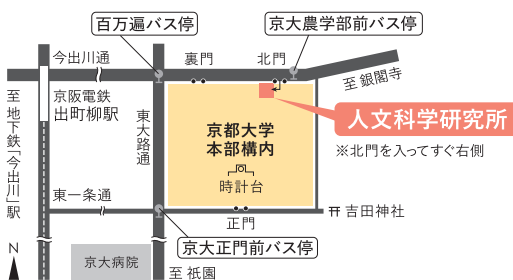 百万遍バス停
京大農学部前バス停
今出川通
裏門
北門
至 銀閣寺
至 地下鉄「今出川」駅
京阪電鉄
出町柳駅
東大路通
京都大学
本部構内
時計台
人文科学研究所
※北門を入ってすぐ右側
東一条通
正門
吉田神社
京大正門前バス停
N
京大病院
至 祇園